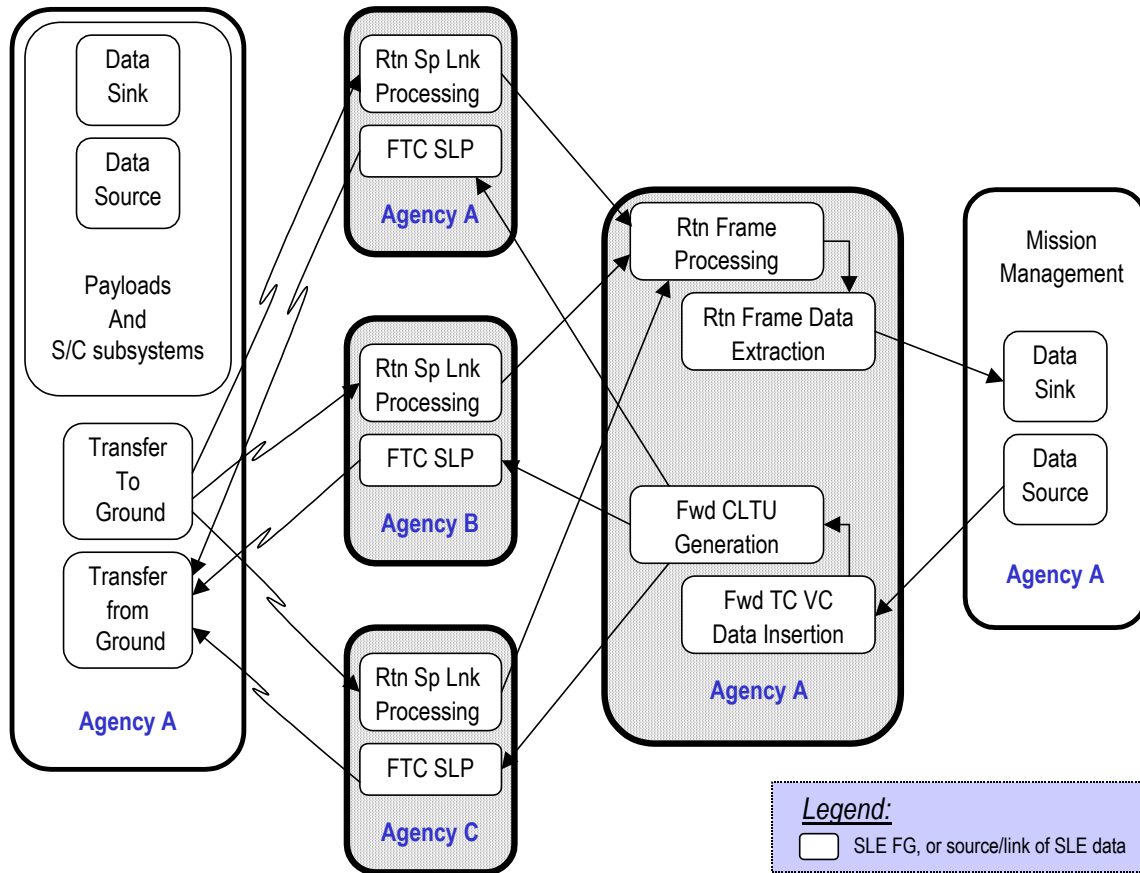 Data
Sink
Data
Source
Payloads
And
S/C subsystems
Transfer
To
Ground
Transfer
from
Ground
Agency A
Rtn Sp Lnk
Processing
FTC SLP
Agency A
Rtn Sp Lnk
Processing
FTC SLP
Agency B
Rtn Sp Lnk
Processing
FTC SLP
Agency C
Rtn Frame
Processing
Rtn Frame Data
Extraction
Fwd CLTU
Generation
Fwd TC VC
Data Insertion
Agency A
Mission
Management
Data
Sink
Data
Source
Agency A
Legend:
SLE FG, or source/link of SLE data